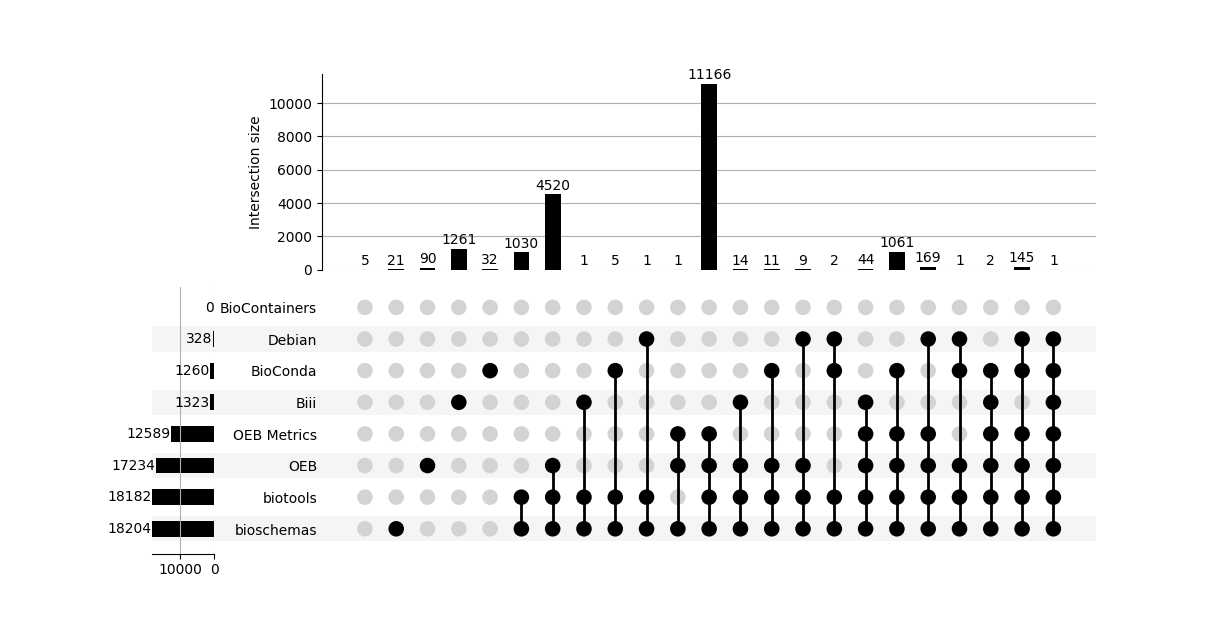 11166
10000
8000
6000
4000
2000
0
Intersection size
5 21 90 1261 32 1030 4520 1 5 1 1 14 11 9 2 44 1061 169 1 2 145 1
0 BioContainers
328 Debian
1260 BioConda
1323 Biii
12589 OEB Metrics
17234 OEB
18182 biotools
18204 bioschemas
10000 0